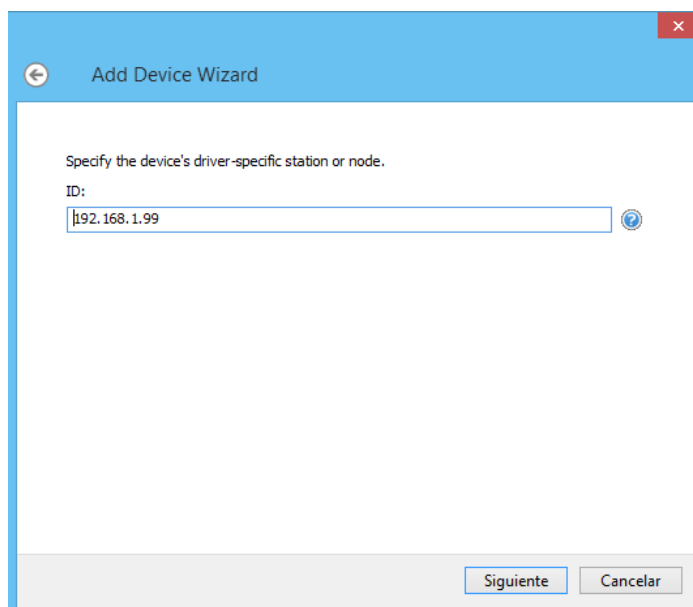 Add Device Wizard
Specify the device's driver-specific station or node.
ID:
192.168.1.99
Siguiente
Cancelar